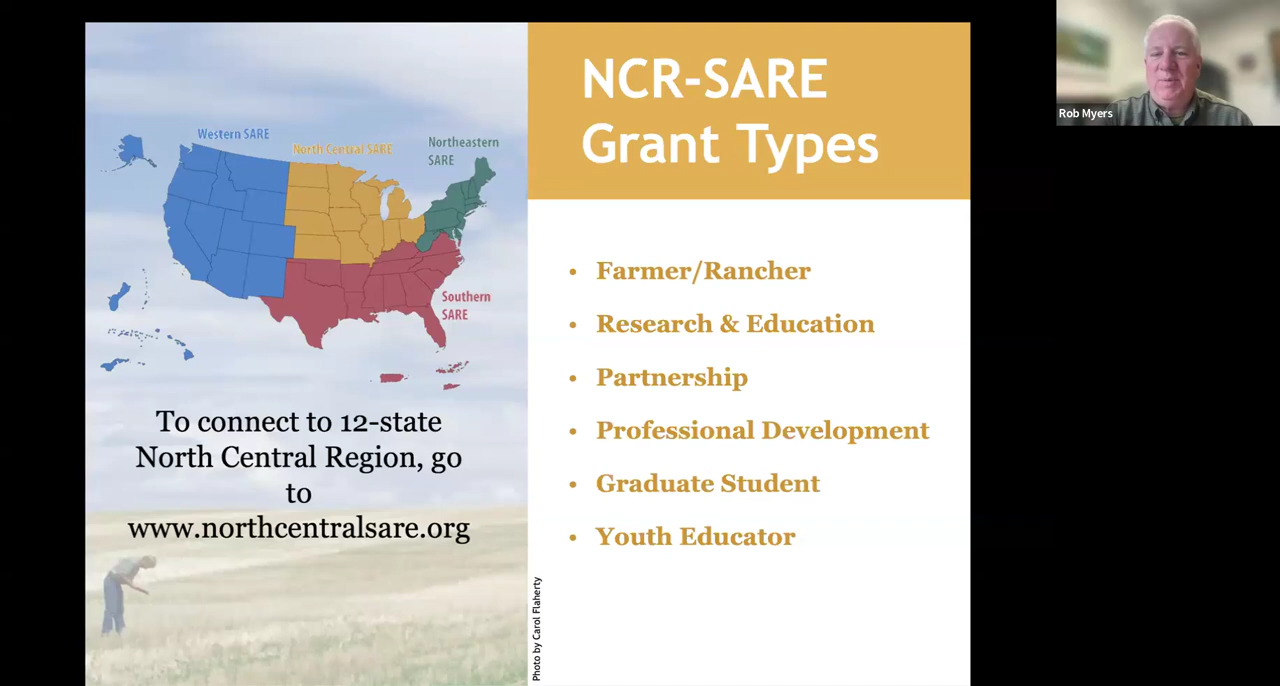 NCR-SARE
Grant Types
Western SARE
North Central SARE
Northeastern
SARE
Southern
SARE
To connect to 12-state
North Central Region, go
to
www.northcentralsare.org
• Farmer/Rancher
• Research & Education
• Partnership
• Professional Development
• Graduate Student
• Youth Educator
Photo by Carol Flaherty
Rob Myers